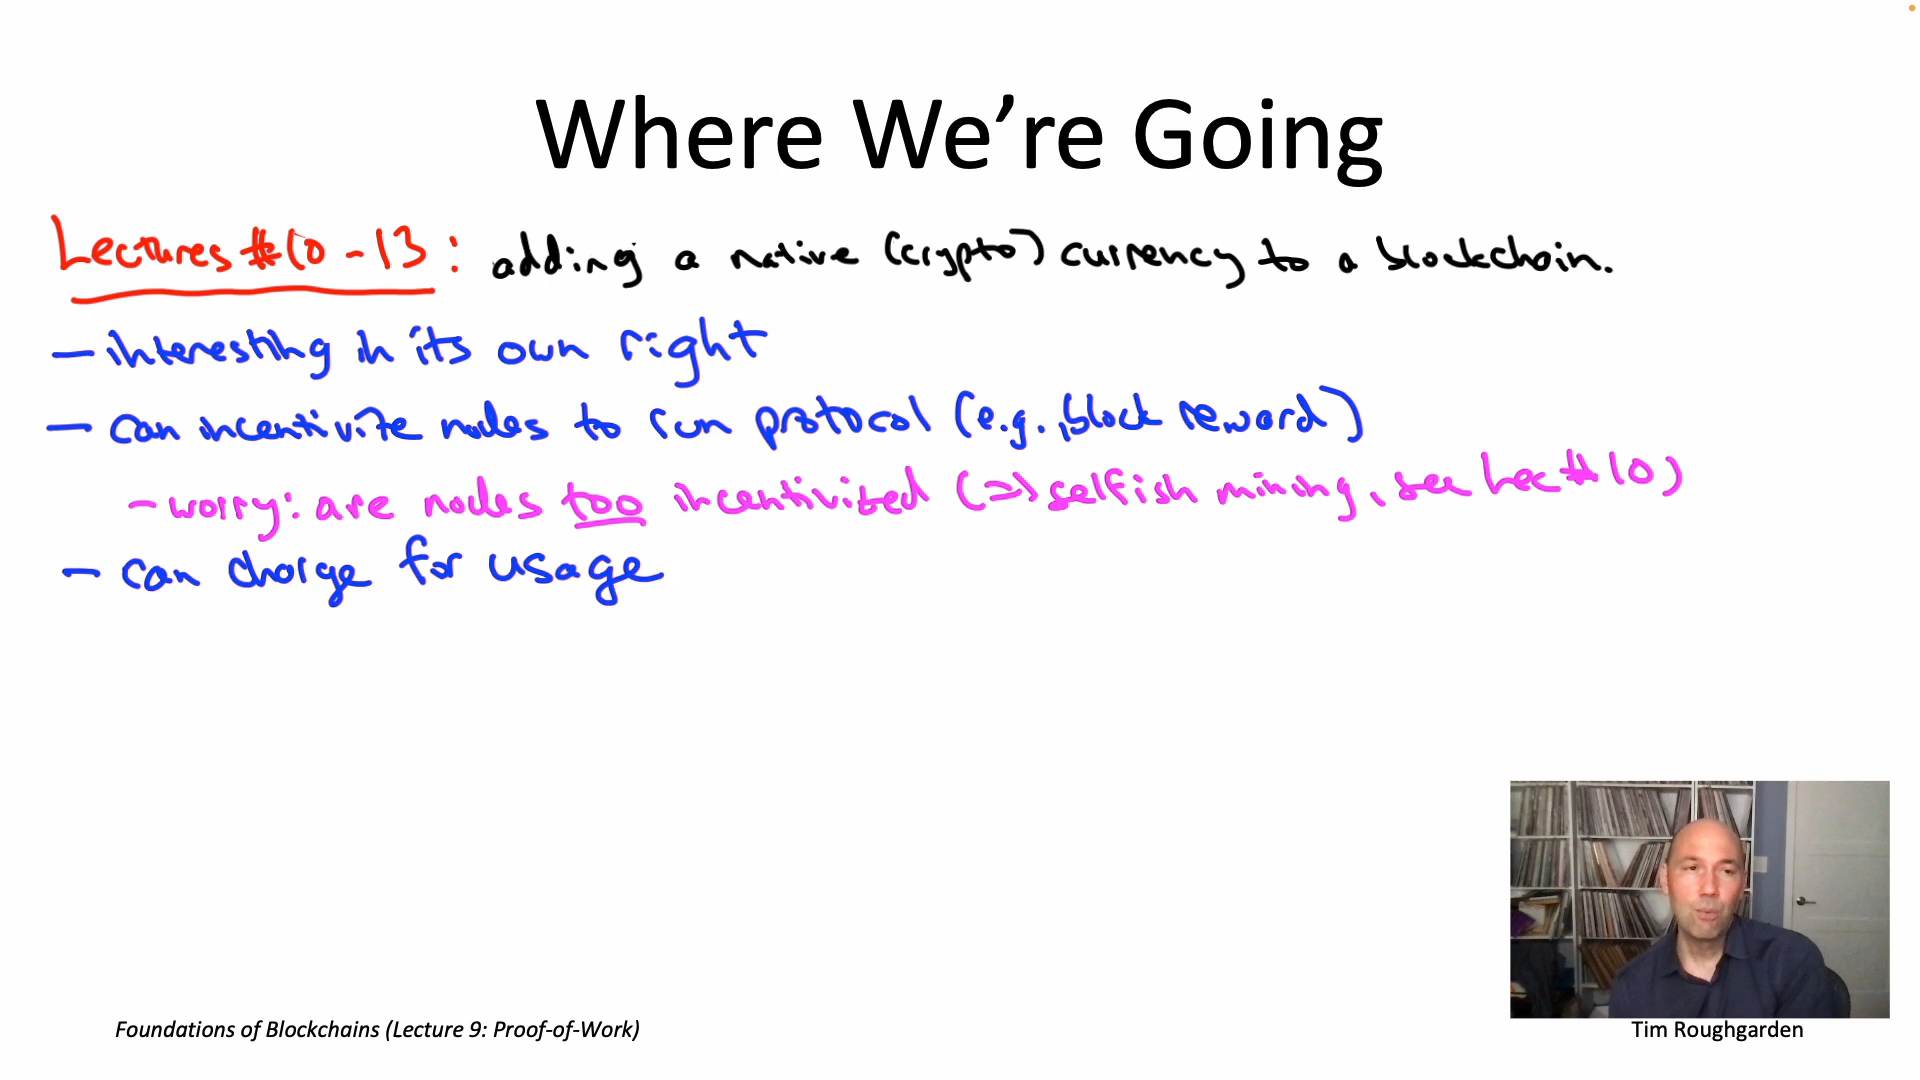 Where We're Going
Lectures #10-13: adding a native (crypto) currency to a blockchain.
- interesting in its own right
- can incentivize nodes to run protocol (e.g., block reward)
- worry: are nodes too incentivized (=> selfish mining, see Lec #10)
- can charge for usage
Foundations of Blockchains (Lecture 9: Proof-of-Work)
Tim Roughgarden